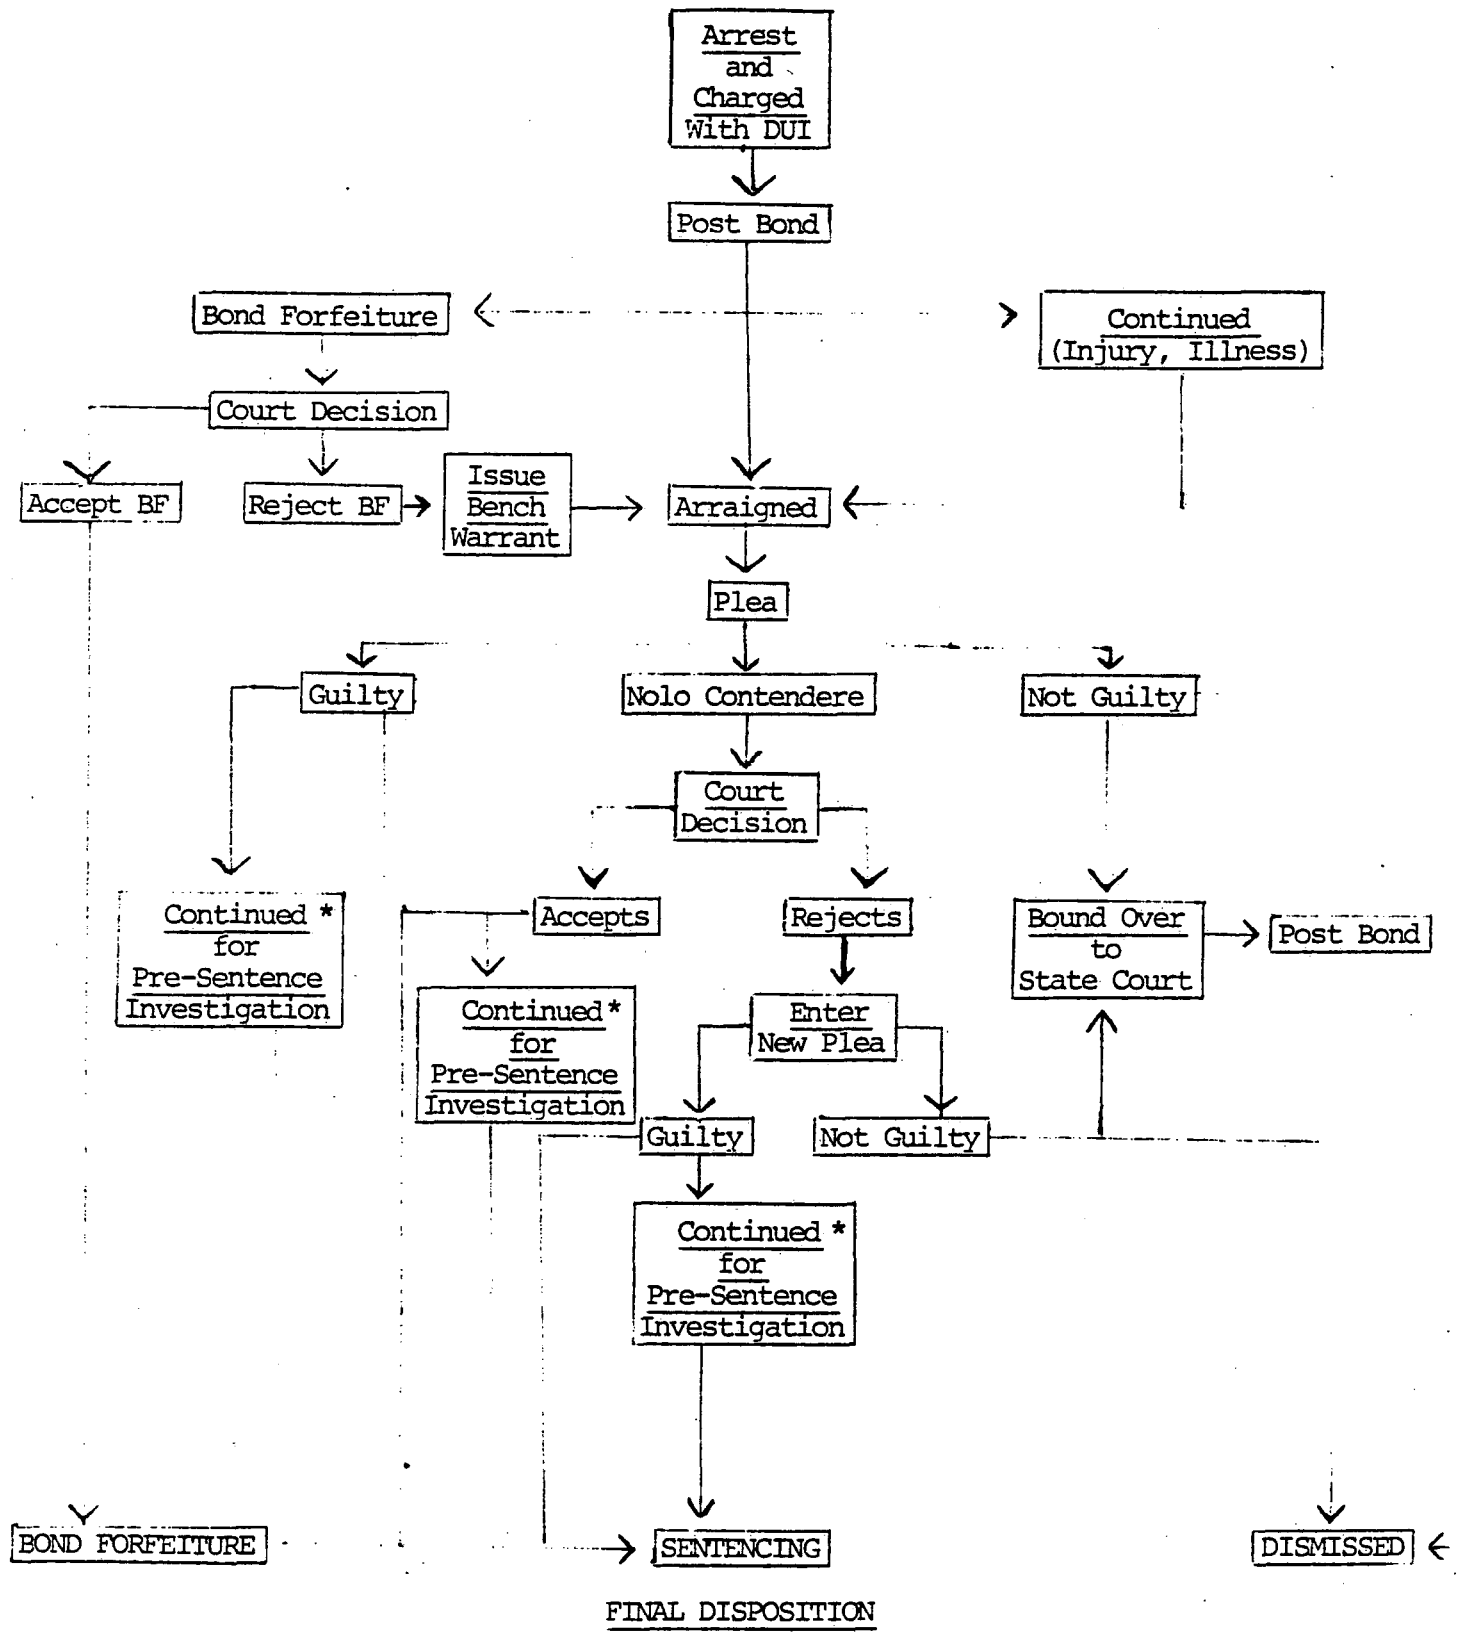 Arrest
and
Charged
With DUI
Post Bond
Bond Forfeiture
Continued
(Injury, Illness)
Court Decision
Accept BF
Reject BF
Issue
Bench
Warrant
Arraigned
Plea
Guilty
Nolo Contendere
Not Guilty
Court
Decision
Continued *
for
Pre-Sentence
Investigation
Accepts
Rejects
Bound Over
to
State Court
Post Bond
Continued *
for
Pre-Sentence
Investigation
Enter
New Plea
Guilty
Not Guilty
Continued *
for
Pre-Sentence
Investigation
BOND FORFEITURE
SENTENCING
DISMISSED
FINAL DISPOSITION